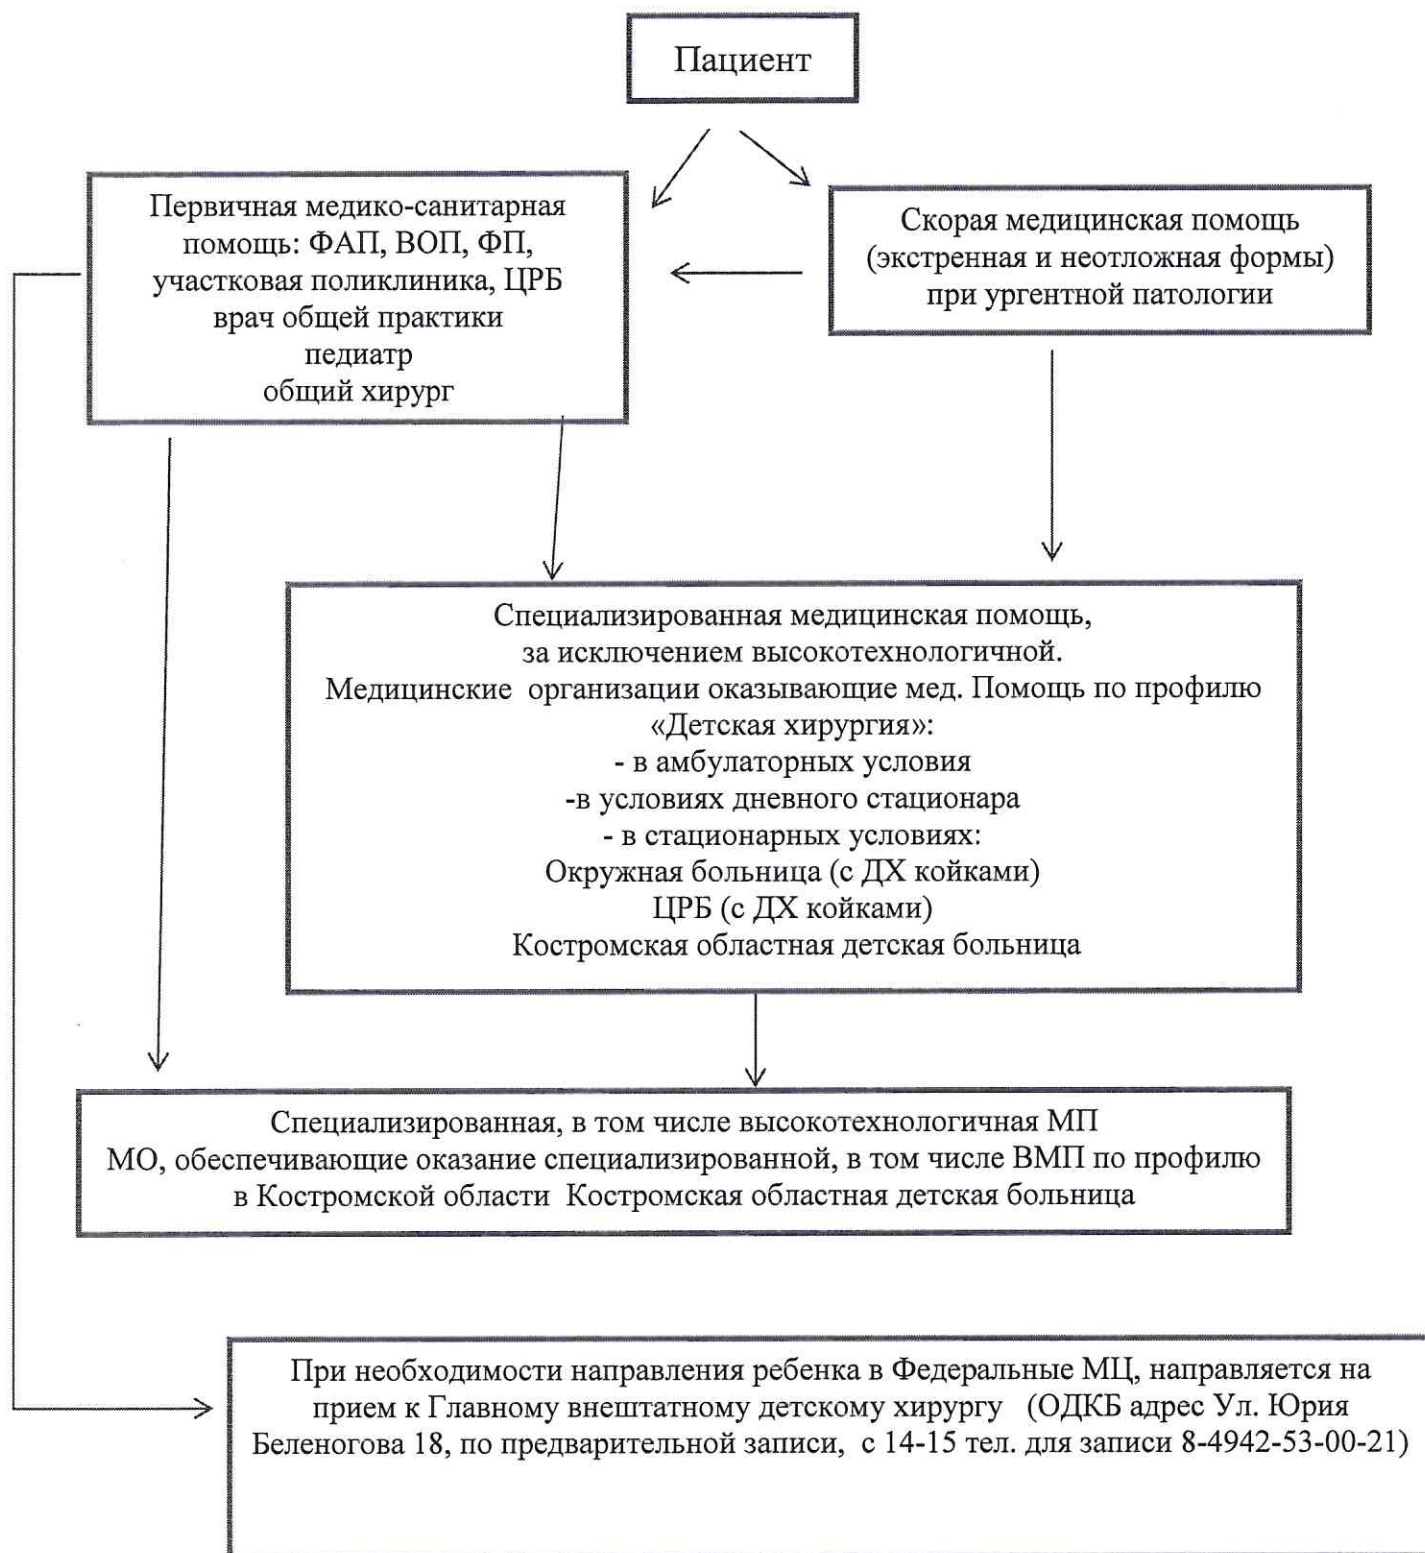 Пациент
Первичная медико-санитарная
помощь: ФАП, ВОП, ФП,
участковая поликлиника, ЦРБ
врач общей практики
педиатр
общий хирург
Скорая медицинская помощь
(экстренная и неотложная формы)
при ургентной патологии
Специализированная медицинская помощь,
за исключением высокотехнологичной.
Медицинские организации оказывающие мед. Помощь по профилю
«Детская хирургия»:
- в амбулаторных условия
-в условиях дневного стационара
- в стационарных условиях:
Окружная больница (с ДХ койками)
ЦРБ (с ДХ койками)
Костромская областная детская больница
Специализированная, в том числе высокотехнологичная МП
МО, обеспечивающие оказание специализированной, в том числе ВМП по профилю
в Костромской области Костромская областная детская больница
При необходимости направления ребенка в Федеральные МЦ, направляется на
прием к Главному внештатному детскому хирургу (ОДКБ адрес Ул. Юрия
Беленогова 18, по предварительной записи, с 14-15 тел. для записи 8-4942-53-00-21)